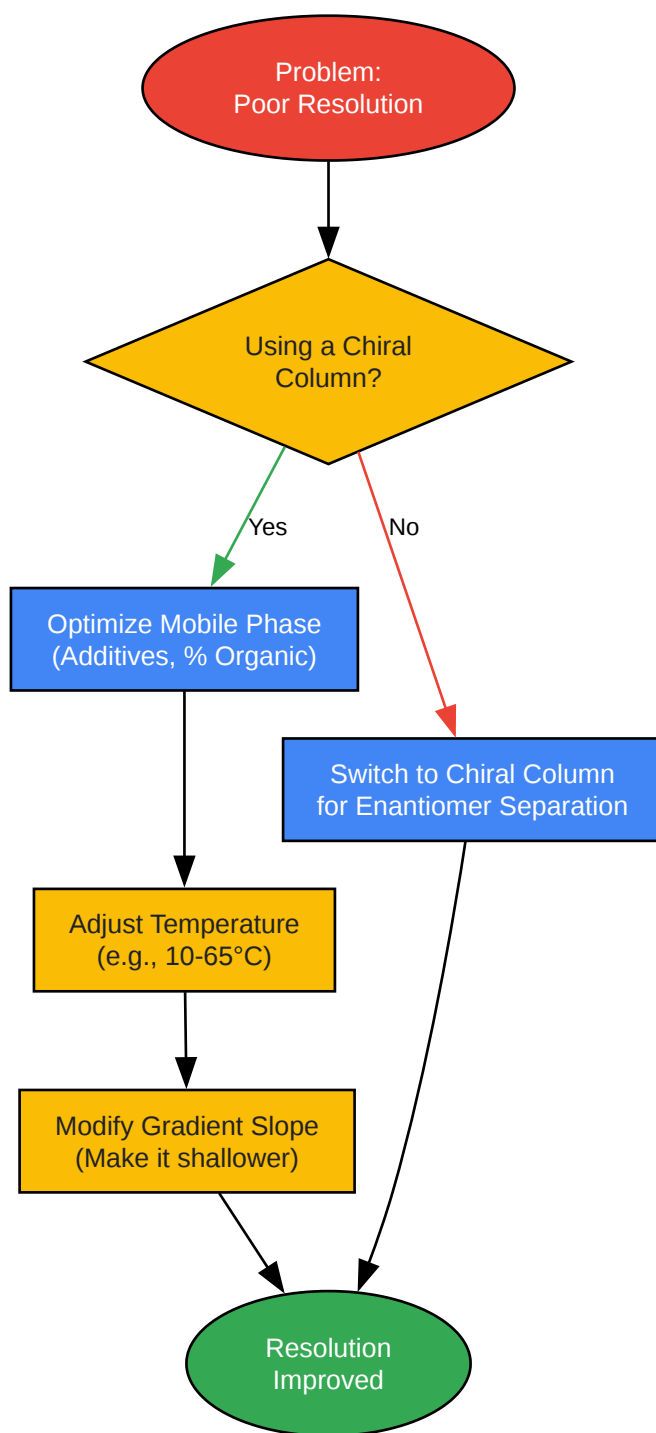 Problem:
Poor Resolution
Using a Chiral
Column?
Yes
No
Optimize Mobile Phase
(Additives, % Organic)
Switch to Chiral Column
for Enantiomer Separation
Adjust Temperature
(e.g., 10-65°C)
Modify Gradient Slope
(Make it shallower)
Resolution
Improved